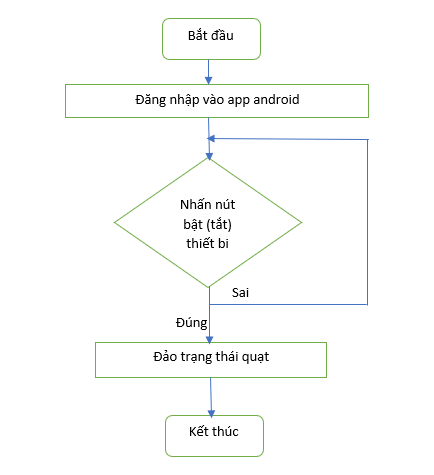 Bắt đầu
Đăng nhập vào app android
Nhấn nút
bật (tắt)
thiết bi
Sai
Đúng
Đảo trạng thái quạt
Kết thúc